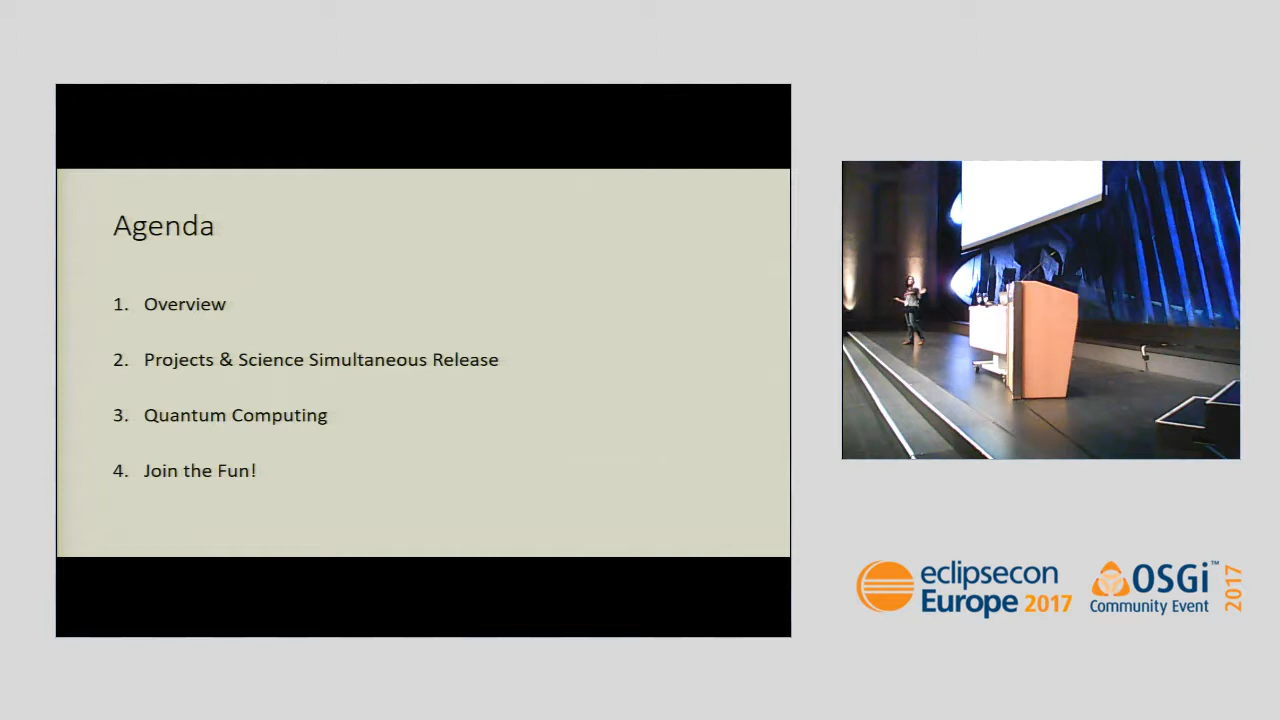 Agenda
1. Overview
2. Projects & Science Simultaneous Release
3. Quantum Computing
4. Join the Fun!
eclipsecon
Europe 2017
OSGi™
Community Event
2017